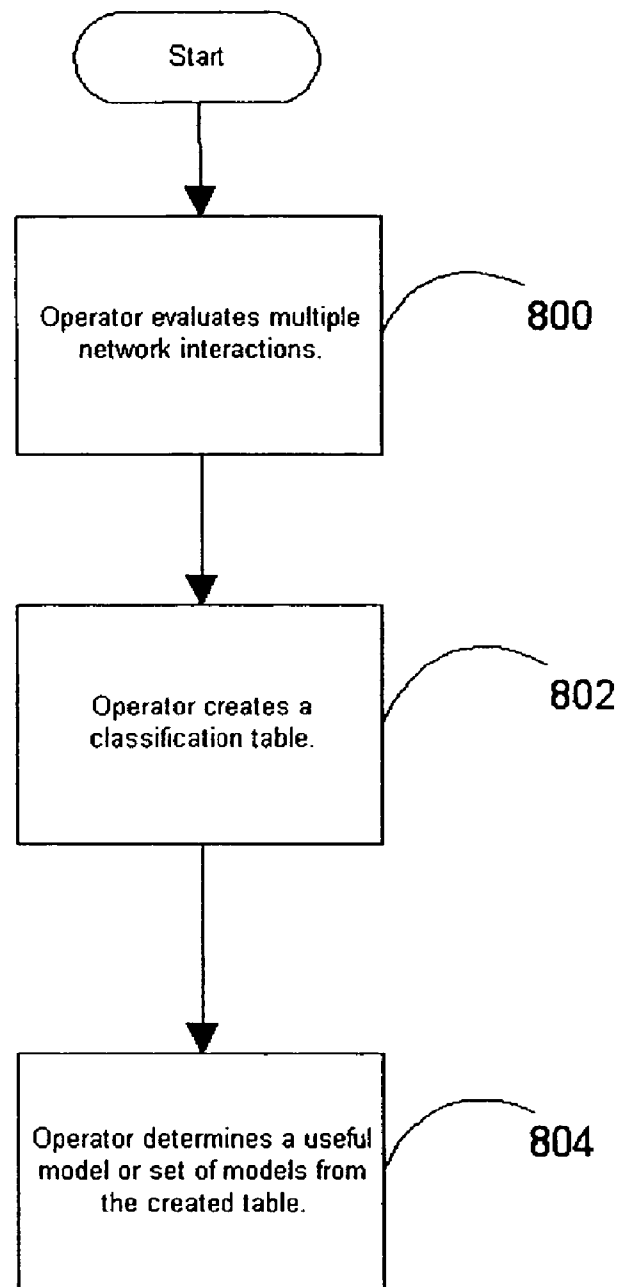 Start
Operator evaluates multiple
network interactions.
800
Operator creates a
classification table.
802
Operator determines a useful
model or set of models from
the created table.
804